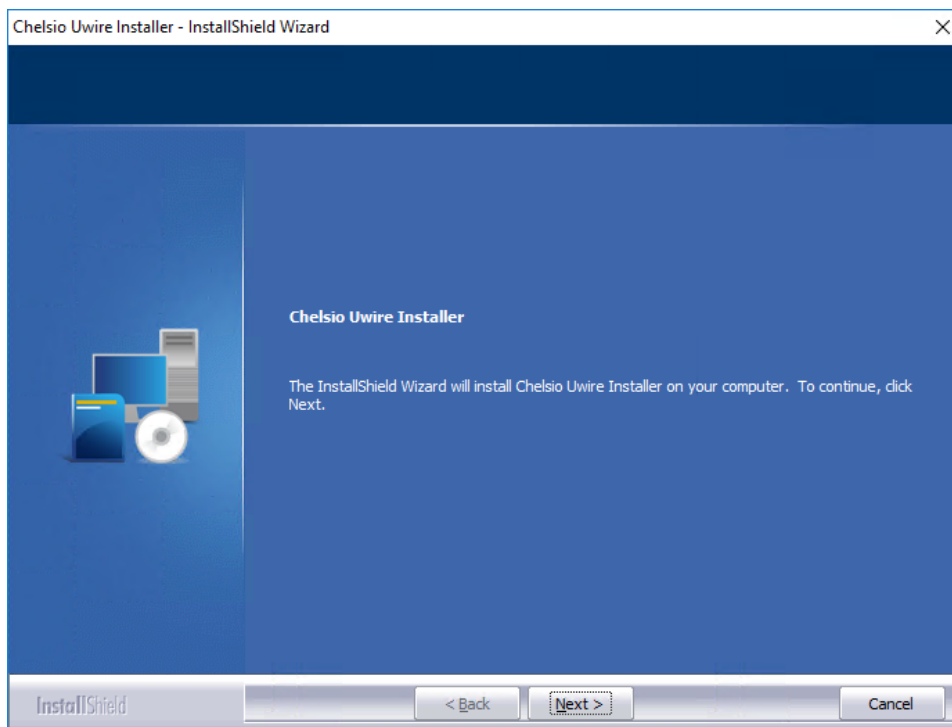 Chelsio Uwire Installer - InstallShield Wizard
Chelsio Uwire Installer
The InstallShield Wizard will install Chelsio Uwire Installer on your computer.  To continue, click
Next.
InstallShield
< Back
Next >
Cancel